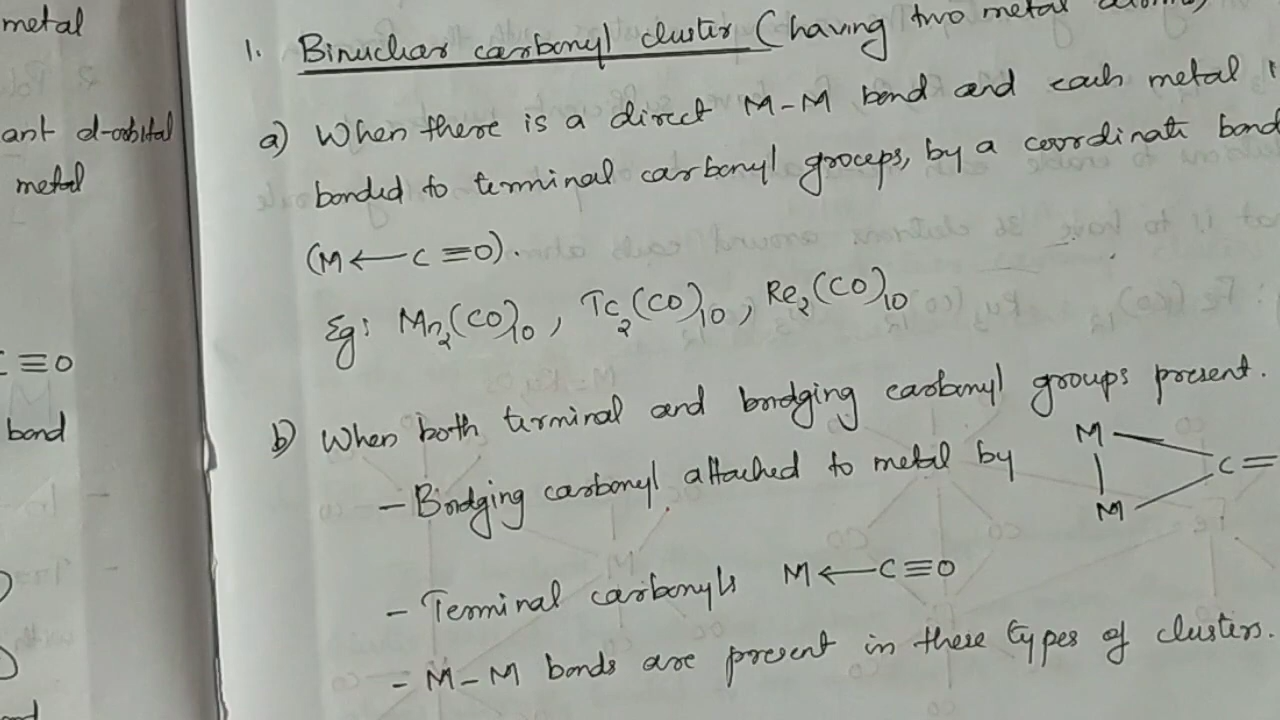 metal
ant d-orbital
metal
C≡O
bond
1. Binuclear carbonyl cluster (having two metal
a) When there is a direct M-M bond and each metal
bonded to terminal carbonyl groups, by a coordinate bond
(M←C≡O).
Eg: Mn₂(CO)₁₀, Tc₂(CO)₁₀, Re₂(CO)₁₀
b) When both terminal and bridging carbonyl groups present.
- Bridging carbonyl attached to metal by
M
C=
M
- Terminal carbonyls M←C≡O
- M-M bonds are present in these types of clusters.